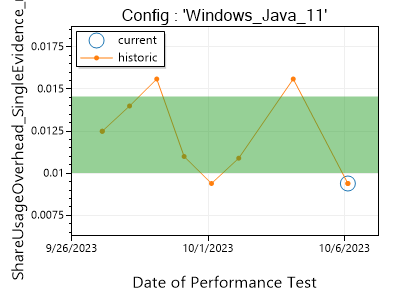 Config : 'Windows_Java_11'
current
historic
ShareUsageOverhead_SingleEvidence_
0.0175
0.015
0.0125
0.01
0.0075
9/26/2023
10/1/2023
10/6/2023
Date of Performance Test